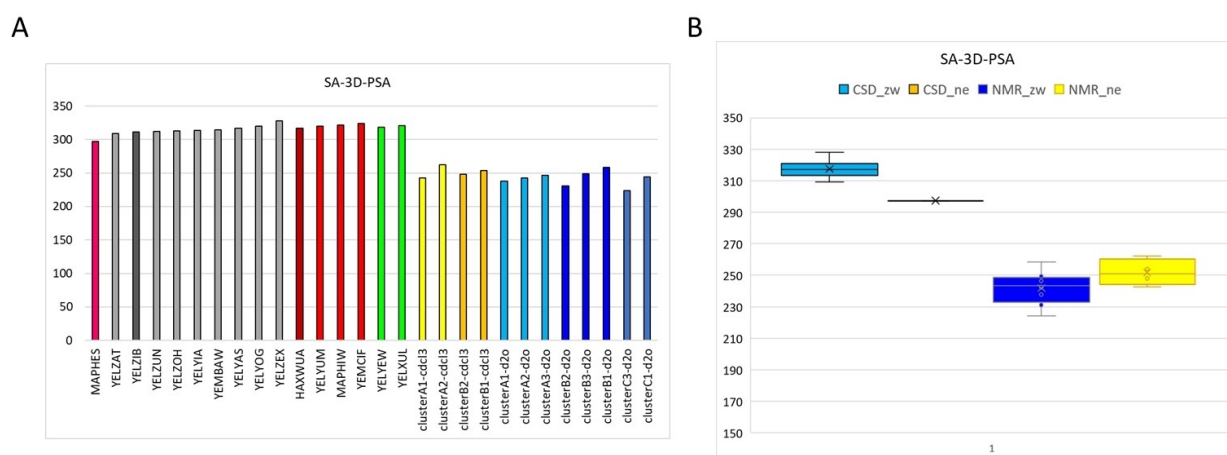 A
SA-3D-PSA
350
300
250
200
150
100
50
0
MAPHES
YELZAT
YELZIB
YELZUN
YELZOH
YELYIA
YEMBAW
YELYAS
YELYOG
YELZEX
HAXWUA
YELYUM
MAPHIW
YEMCIF
YELYEW
YELXUL
clusterA1-cdcl3
clusterA2-cdcl3
clusterB2-cdcl3
clusterB1-cdcl3
clusterA1-d2o
clusterA2-d2o
clusterA3-d2o
clusterB2-d2o
clusterB3-d2o
clusterB1-d2o
clusterC3-d2o
clusterC1-d2o
B
SA-3D-PSA
CSD_zw CSD_ne NMR_zw NMR_ne
350
330
310
290
270
250
230
210
190
170
150
1